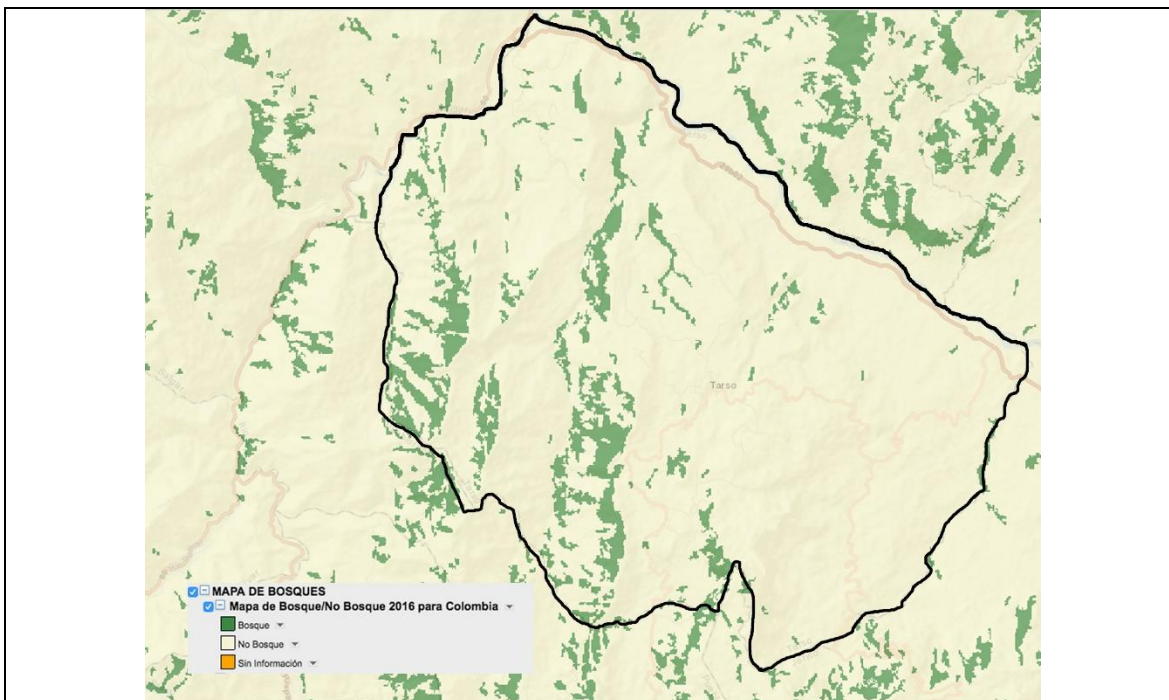 Tarso
MAPA DE BOSQUES
Mapa de Bosque/No Bosque 2016 para Colombia
Bosque
No Bosque
Sin Información